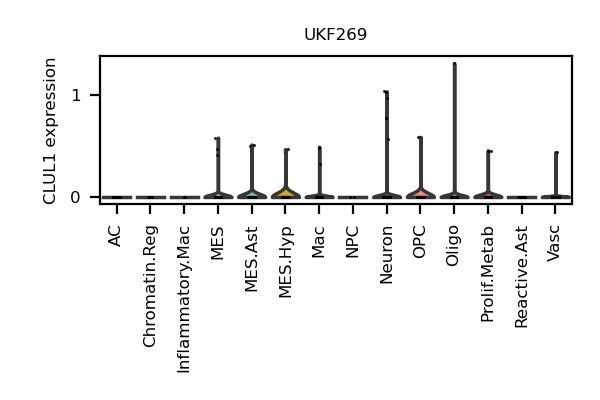 UKF269
CLUL1 expression
1
0
AC
Chromatin.Reg
Inflammatory.Mac
MES
MES.Ast
MES.Hyp
Mac
NPC
Neuron
OPC
Oligo
Prolif.Metab
Reactive.Ast
Vasc